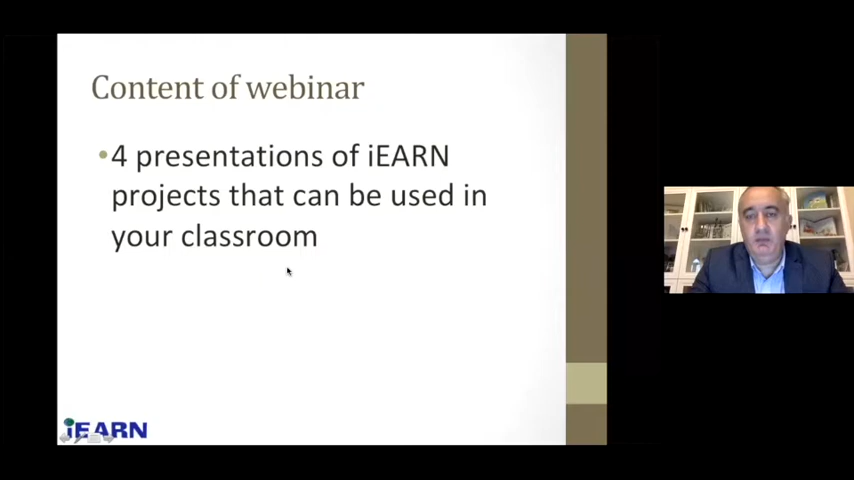 Content of webinar
•4 presentations of iEARN
projects that can be used in
your classroom
iEARN